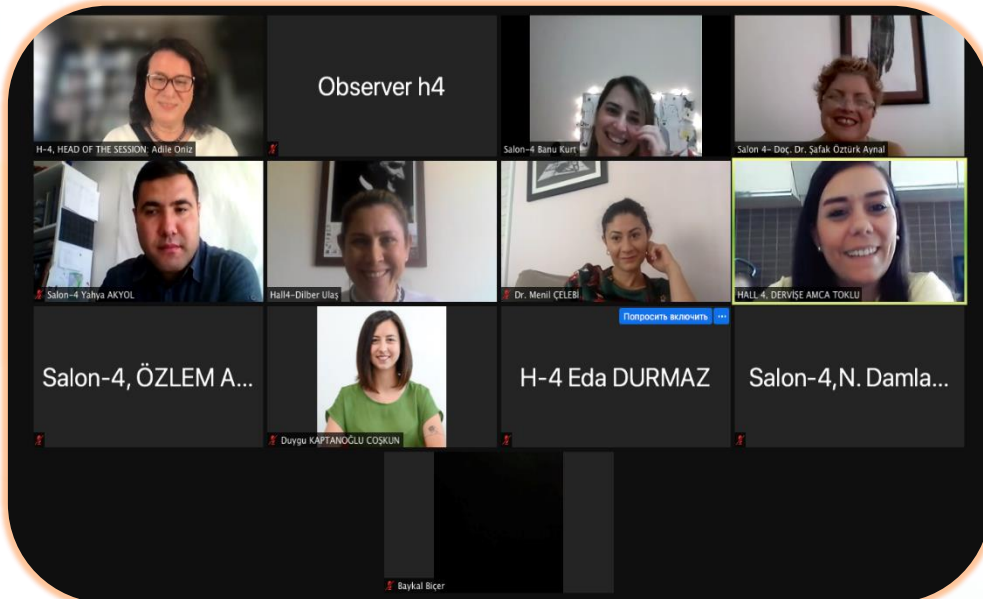 H-4, HEAD OF THE SESSION: Adile Oniz
Observer h4
Salon-4 Banu Kurt
Salon 4- Doç. Dr. Şafak Öztürk Aynal
Salon-4 Yahya AKYOL
Hall4-Dilber Ulaş
Dr. Menil ÇELEBİ
HALL 4, DERVİŞE AMCA TOKLU
Salon-4, ÖZLEM A...
Duygu KAPTANOĞLU COŞKUN
Попросить включить ...
H-4 Eda DURMAZ
Salon-4,N. Damla...
Baykal Biçer